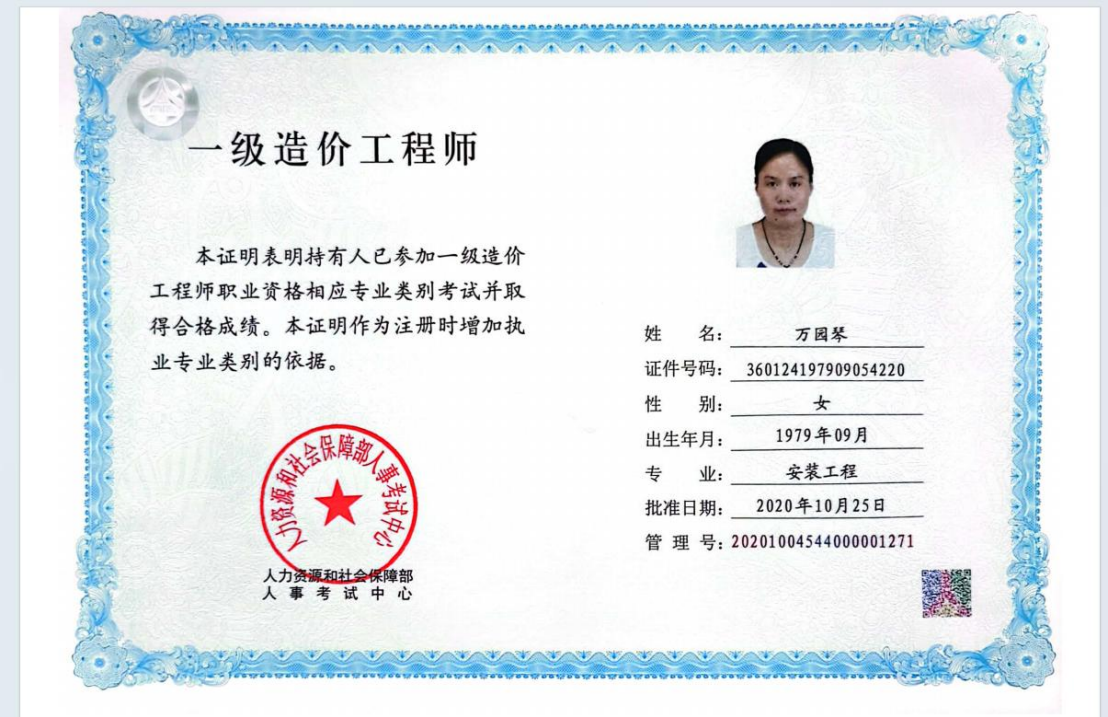 一级造价工程师
本证明表明持有人已参加一级造价
工程师职业资格相应专业类别考试并取
得合格成绩。本证明作为注册时增加执
业专业类别的依据。
人力资源和社会保障部人事考试中心
人力资源和社会保障部
人事考试中心
姓 名: 万园琴
证件号码: 360124197909054220
性 别: 女
出生年月: 1979年09月
专 业: 安装工程
批准日期: 2020年10月25日
管 理 号: 20201004544000001271